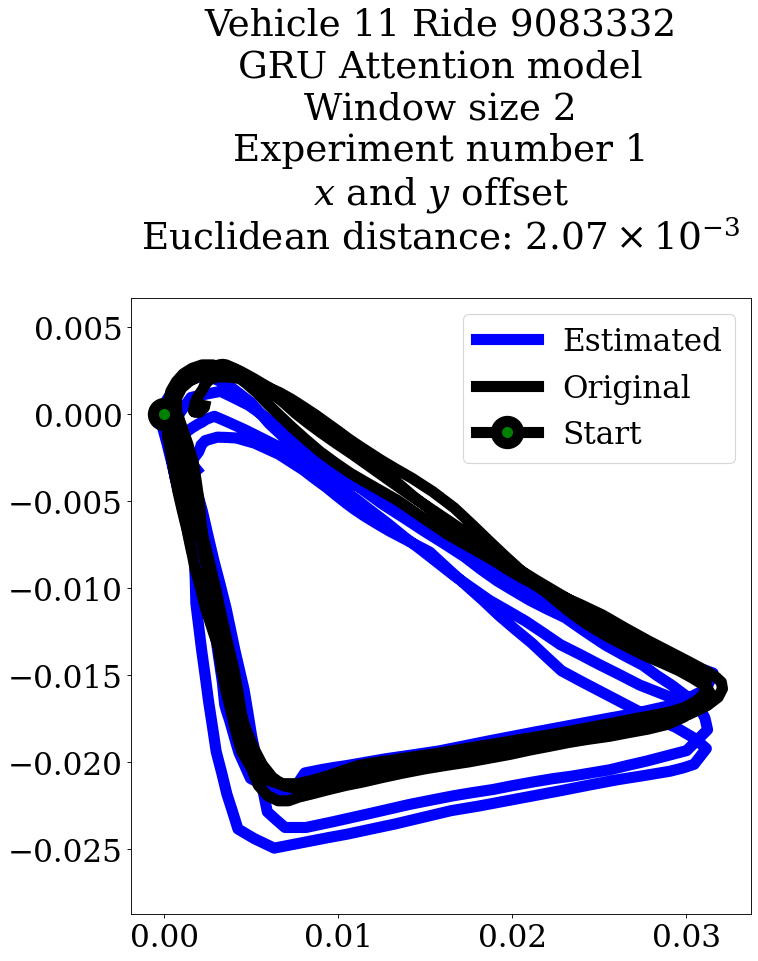 Vehicle 11 Ride 9083332
GRU Attention model
Window size 2
Experiment number 1
x and y offset
Euclidean distance: 2.07 × 10⁻³
0.005
0.000
−0.005
−0.010
−0.015
−0.020
−0.025
Estimated
Original
Start
0.00 0.01 0.02 0.03